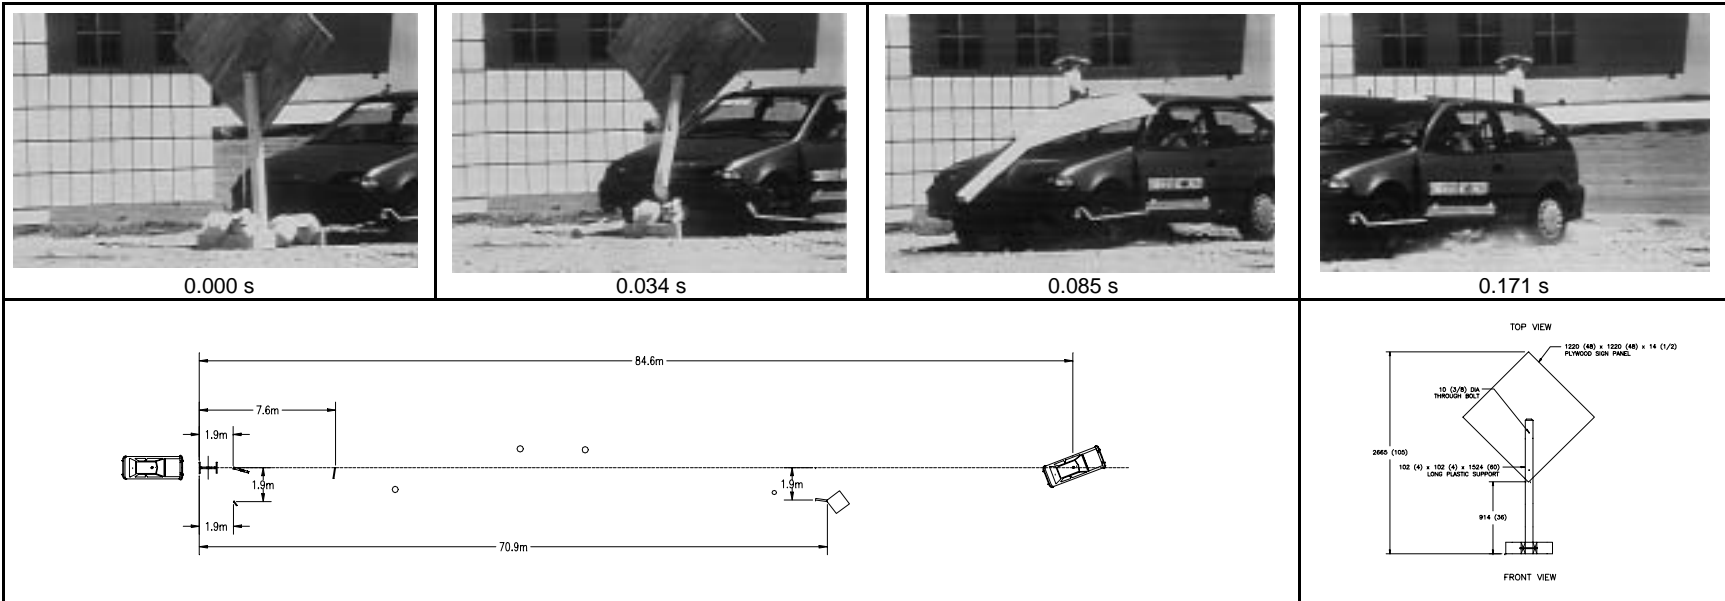 0.000 s
0.034 s
0.085 s
0.171 s
84.6m
7.6m
1.9m
1.9m
1.9m
1.9m
70.9m
TOP VIEW
1220 (48) x 1220 (48) x 14 (1/2)
PLYWOOD SIGN PANEL
10 (3/8) DIA
THROUGH BOLT
2665 (105)
102 (4) x 102 (4) x 1524 (60)
LONG PLASTIC SUPPORT
914 (36)
FRONT VIEW